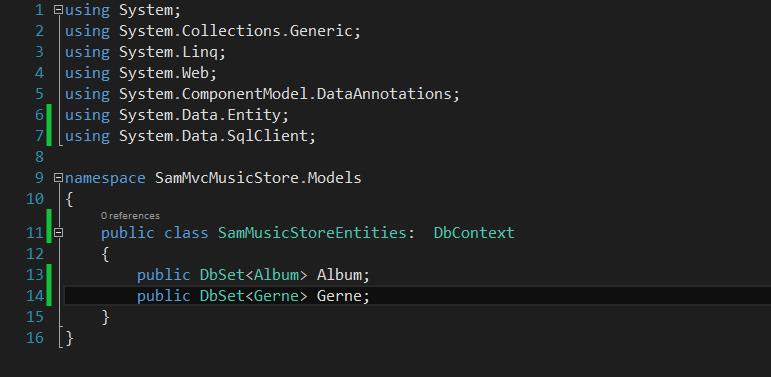 1 using System;
2 using System.Collections.Generic;
3 using System.Linq;
4 using System.Web;
5 using System.ComponentModel.DataAnnotations;
6 using System.Data.Entity;
7 using System.Data.SqlClient;
8
9 namespace SamMvcMusicStore.Models
10 {
0 references
11 public class SamMusicStoreEntities:  DbContext
12 {
13 public DbSet<Album> Album;
14 public DbSet<Gerne> Gerne;
15 }
16 }